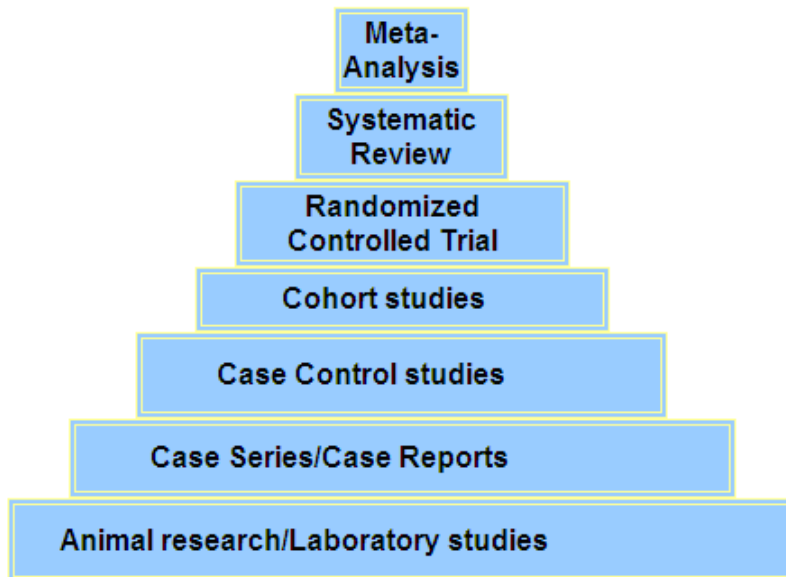 Meta-
Analysis
Systematic
Review
Randomized
Controlled Trial
Cohort studies
Case Control studies
Case Series/Case Reports
Animal research/Laboratory studies